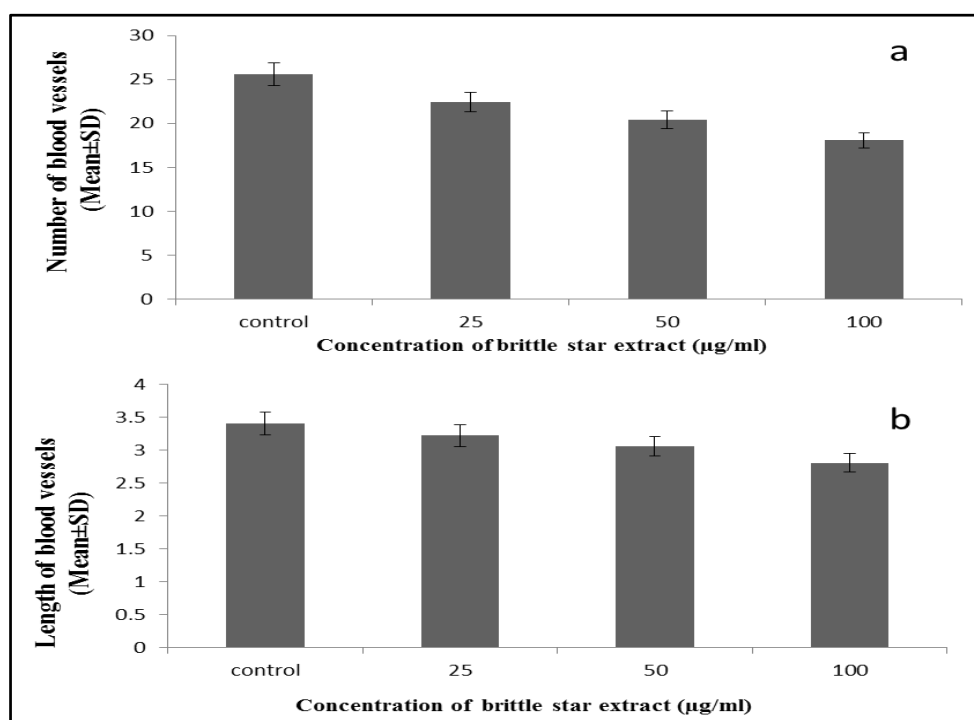 a
Number of blood vessels
(Mean±SD)
30
25
20
15
10
5
0
control 25 50 100
Concentration of brittle star extract (µg/ml)
b
Length of blood vessels
(Mean±SD)
4
3.5
3
2.5
2
1.5
1
0.5
0
control 25 50 100
Concentration of brittle star extract (µg/ml)